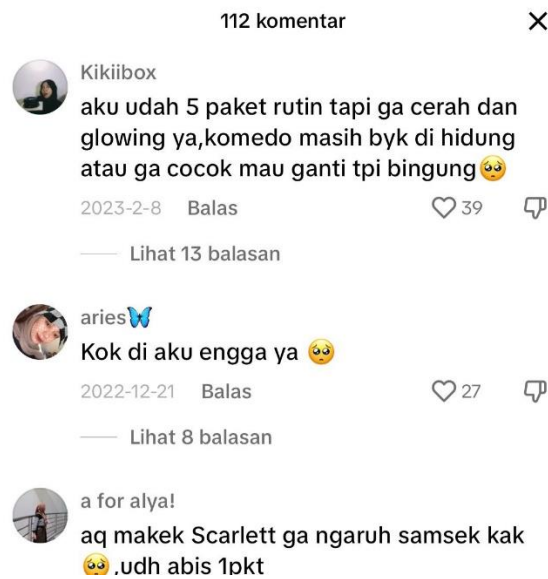 112 komentar
Kikiibox
aku udah 5 paket rutin tapi ga cerah dan
glowing ya,komedo masih byk di hidung
atau ga cocok mau ganti tpi bingung🥺
2023-2-8 Balas 39
Lihat 13 balasan
aries🦋
Kok di aku engga ya 🥺
2022-12-21 Balas 27
Lihat 8 balasan
a for alya!
aq makek Scarlett ga ngaruh samsek kak
🥺,udh abis 1pkt